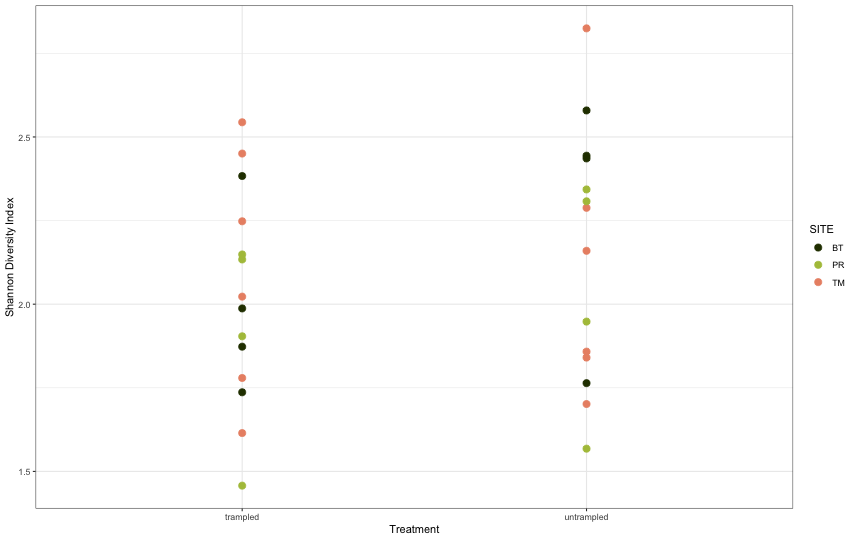 Shannon Diversity Index
2.5
2.0
1.5
trampled
untrampled
Treatment
SITE
BT
PR
TM